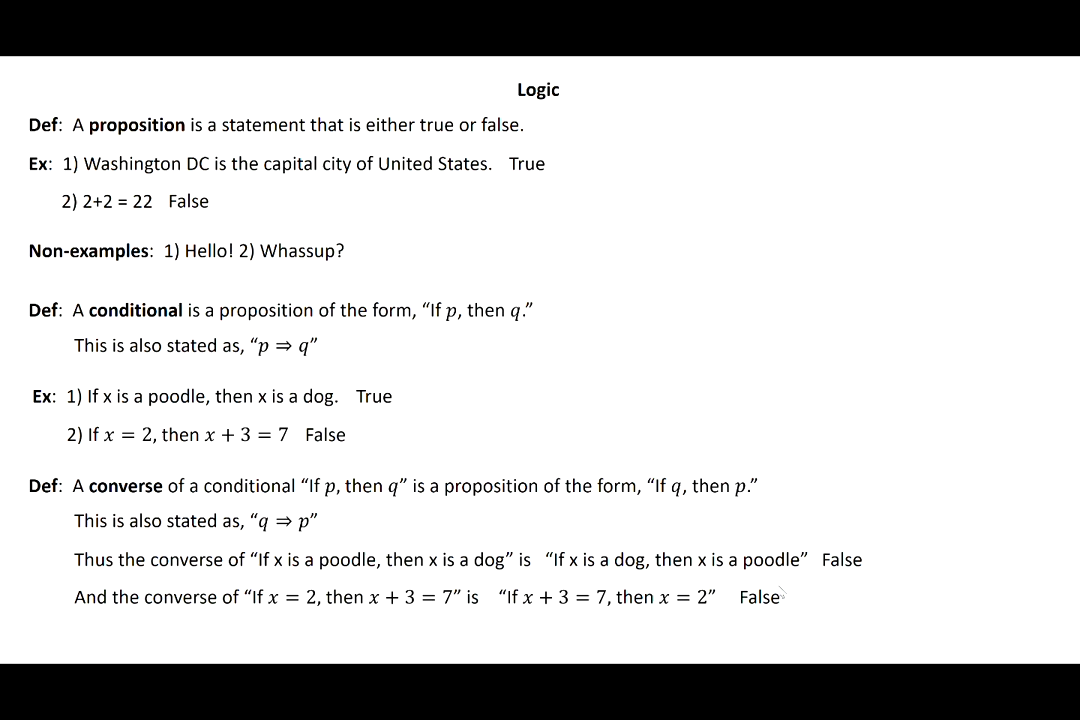 Logic
Def: A proposition is a statement that is either true or false.
Ex: 1) Washington DC is the capital city of United States. True
2) 2+2 = 22 False
Non-examples: 1) Hello! 2) Whassup?
Def: A conditional is a proposition of the form, “If p, then q.”
This is also stated as, “p ⇒ q”
Ex: 1) If x is a poodle, then x is a dog. True
2) If x = 2, then x + 3 = 7 False
Def: A converse of a conditional “If p, then q” is a proposition of the form, “If q, then p.”
This is also stated as, “q ⇒ p”
Thus the converse of “If x is a poodle, then x is a dog” is “If x is a dog, then x is a poodle” False
And the converse of “If x = 2, then x + 3 = 7” is “If x + 3 = 7, then x = 2” False